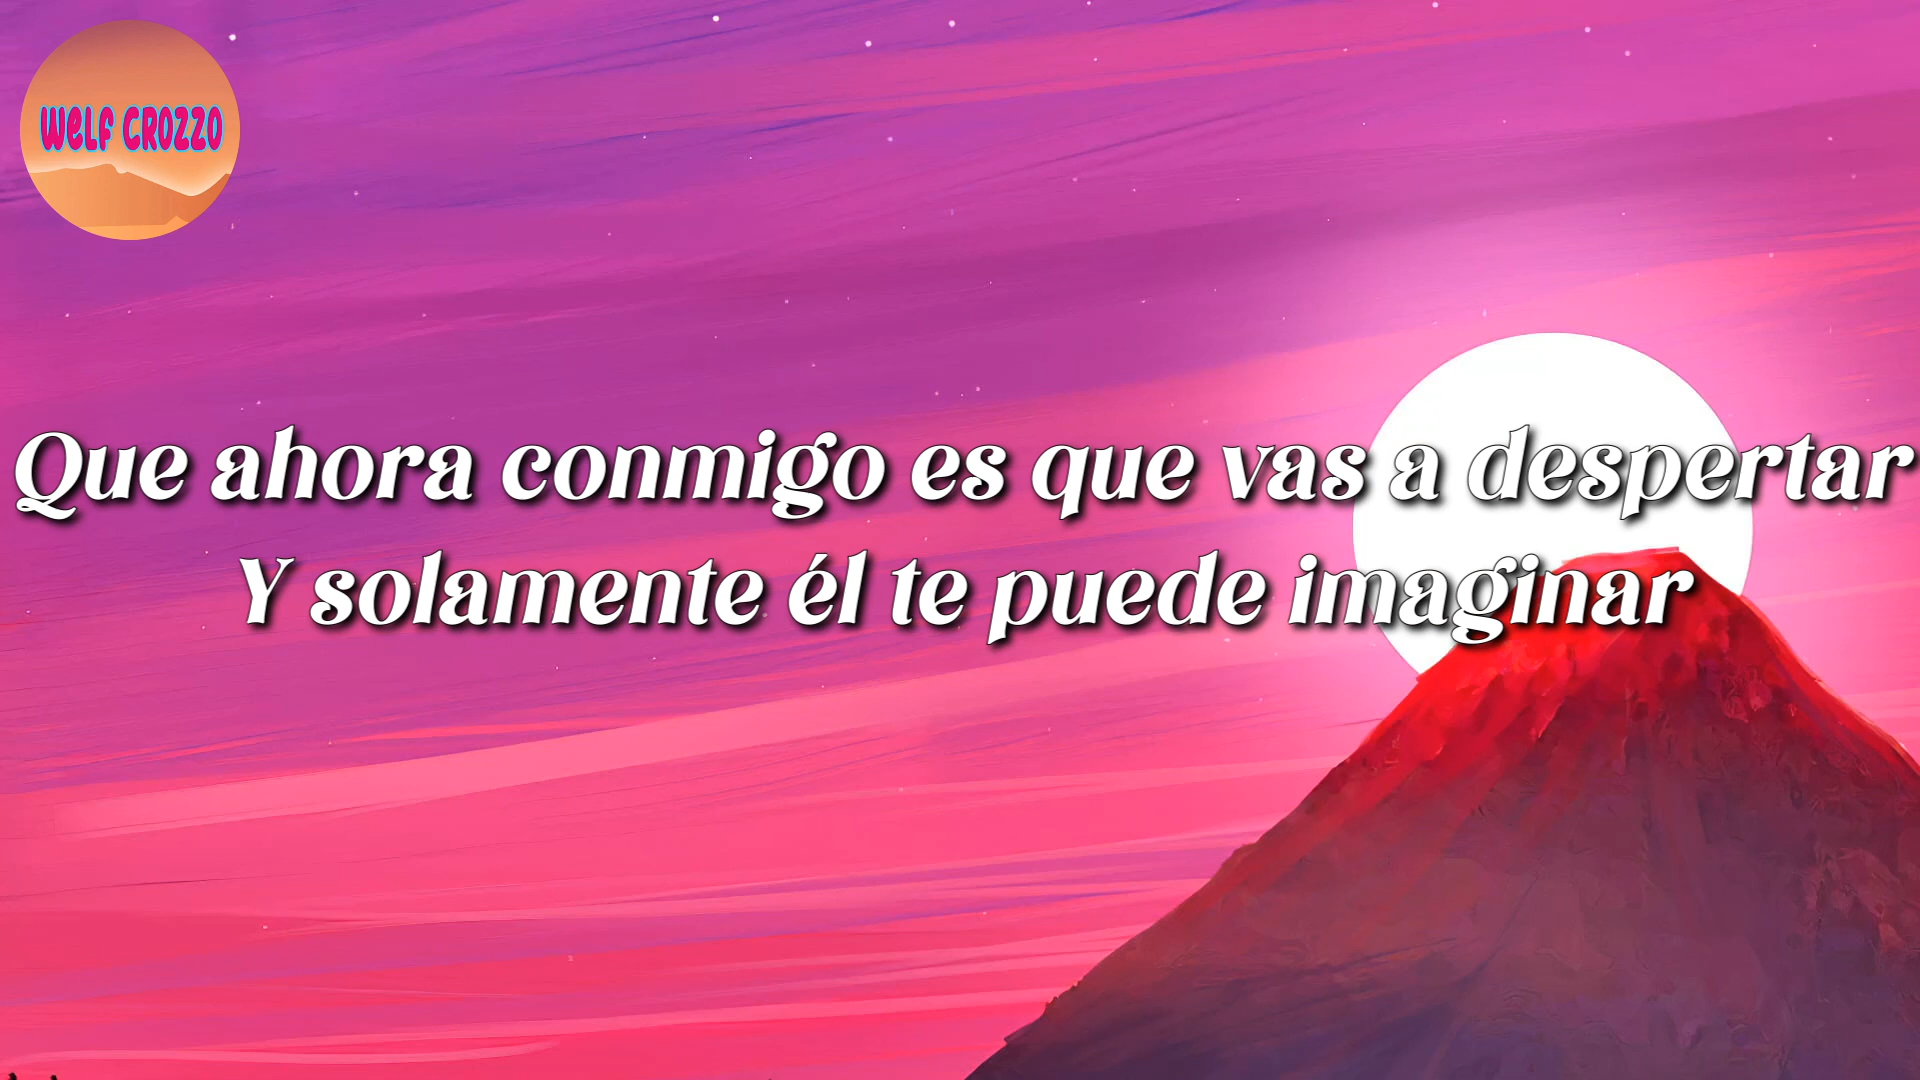 WELF CROZZO
Que ahora conmigo es que vas a despertar
Y solamente él te puede imaginar